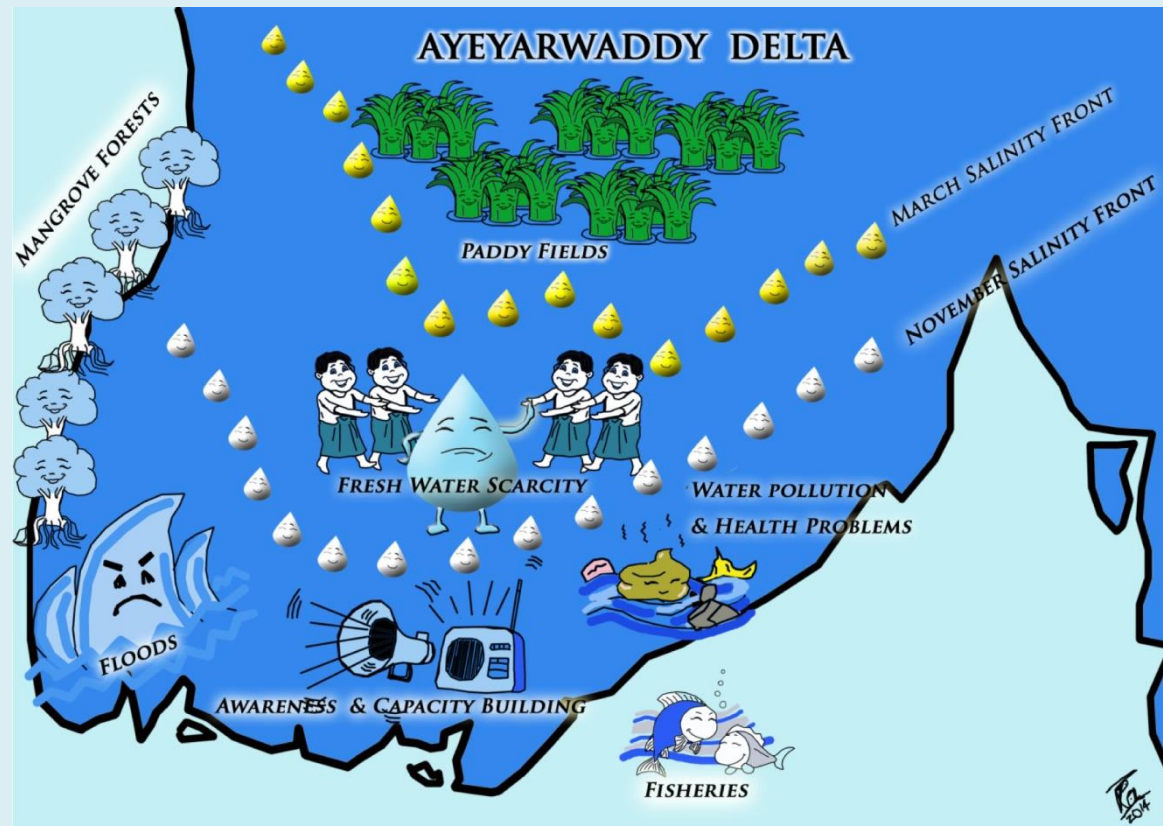 AYEYARWADDY DELTA
MANGROVE FORESTS
MARCH SALINITY FRONT
NOVEMBER SALINITY FRONT
PADDY FIELDS
FRESH WATER SCARCITY
WATER POLLUTION
& HEALTH PROBLEMS
FLOODS
AWARENESS & CAPACITY BUILDING
FISHERIES
2014